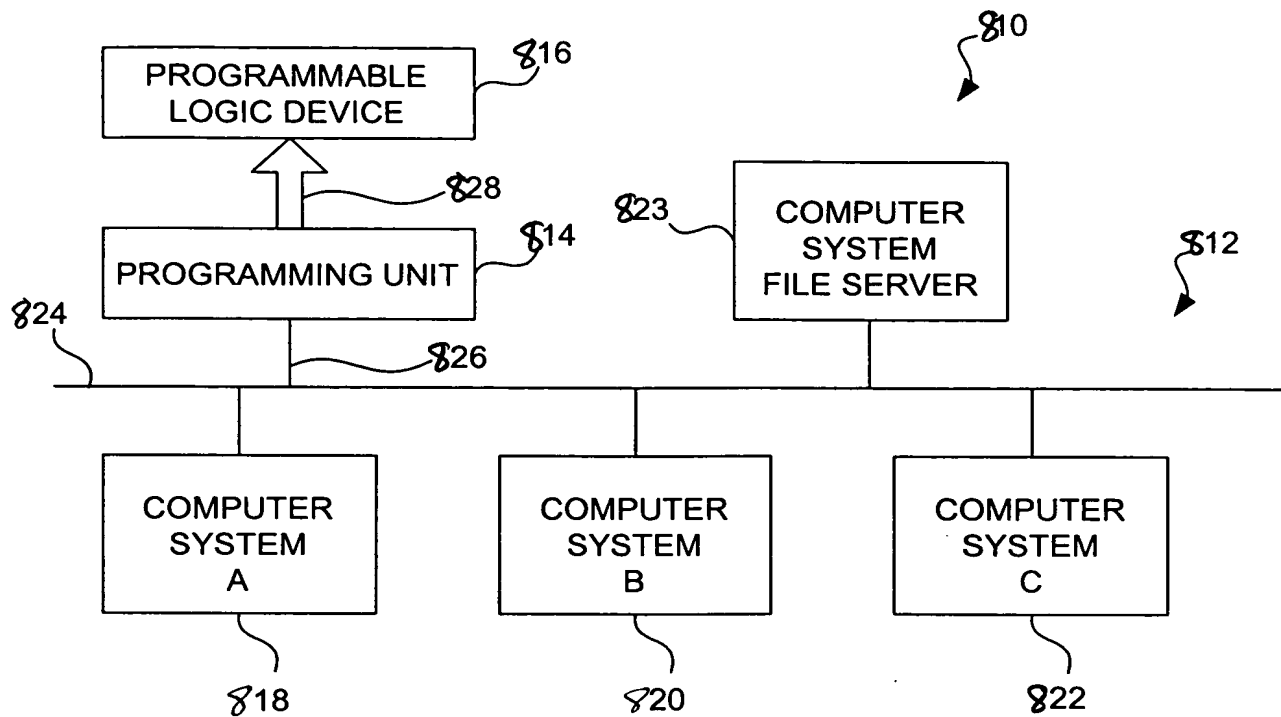 810
PROGRAMMABLE
LOGIC DEVICE
816
828
PROGRAMMING UNIT
814
823
COMPUTER
SYSTEM
FILE SERVER
812
824
826
COMPUTER
SYSTEM
A
COMPUTER
SYSTEM
B
COMPUTER
SYSTEM
C
818
820
822